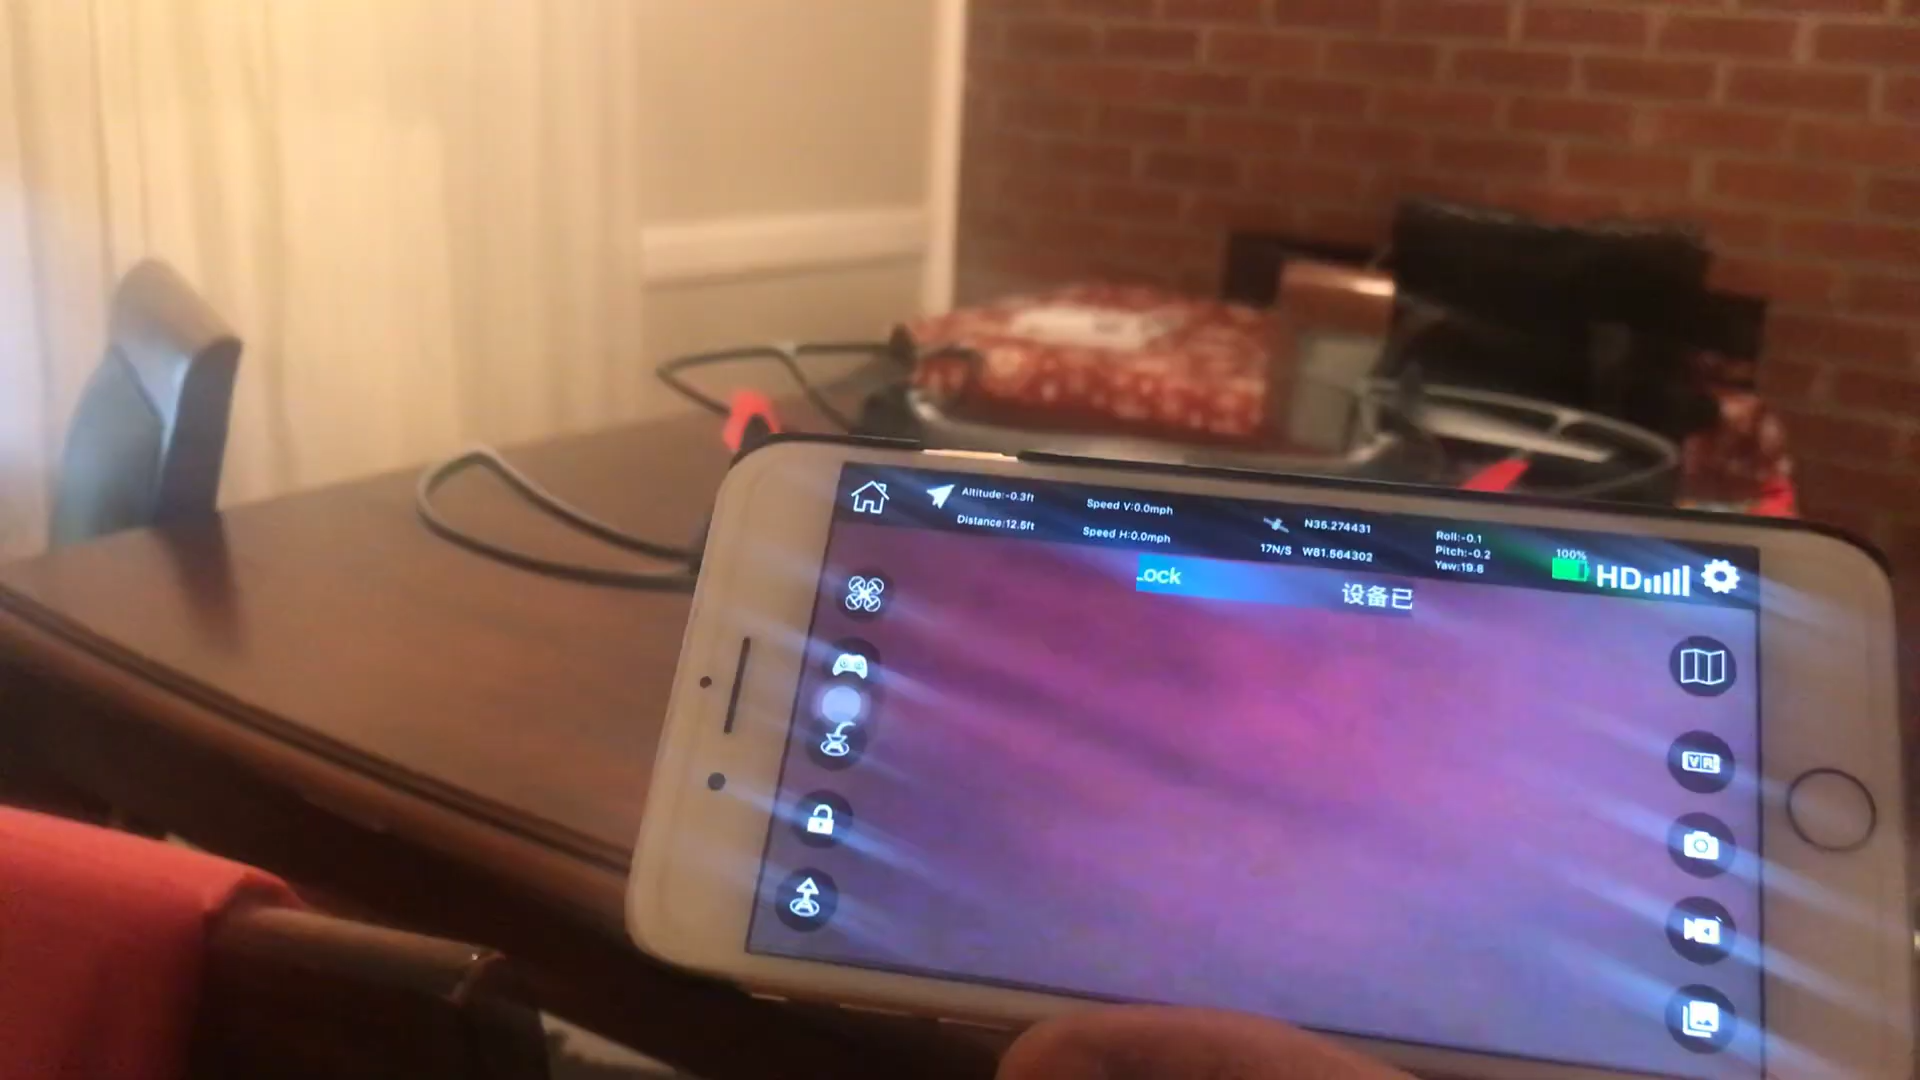 Altitude:-0.3ft
Distance:12.5ft
Speed V:0.0mph
Speed H:0.0mph
17N/S
N35.274431
W81.564302
Roll:-0.1
Pitch:-0.2
Yaw:19.8
100%
HD
.ock
设备已
VR